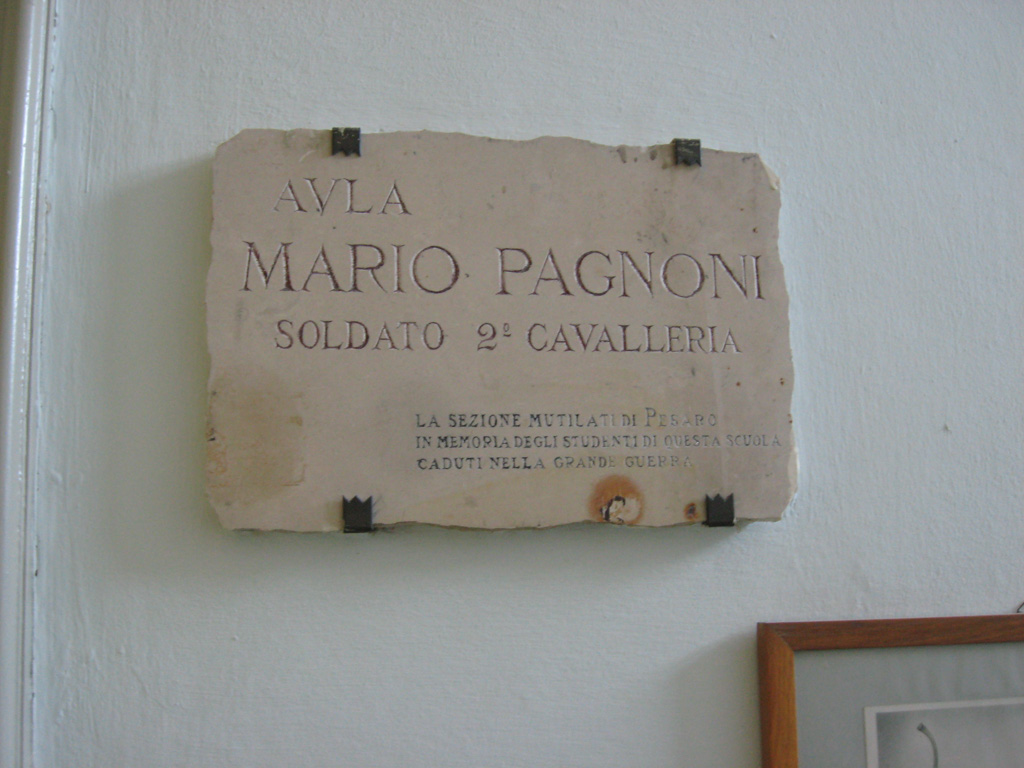 AVLA
MARIO PAGNONI
SOLDATO 2º CAVALLERIA
LA SEZIONE MUTILATI DI PESARO
IN MEMORIA DEGLI STUDENTI DI QUESTA SCUOLA
CADUTI NELLA GRANDE GUERRA